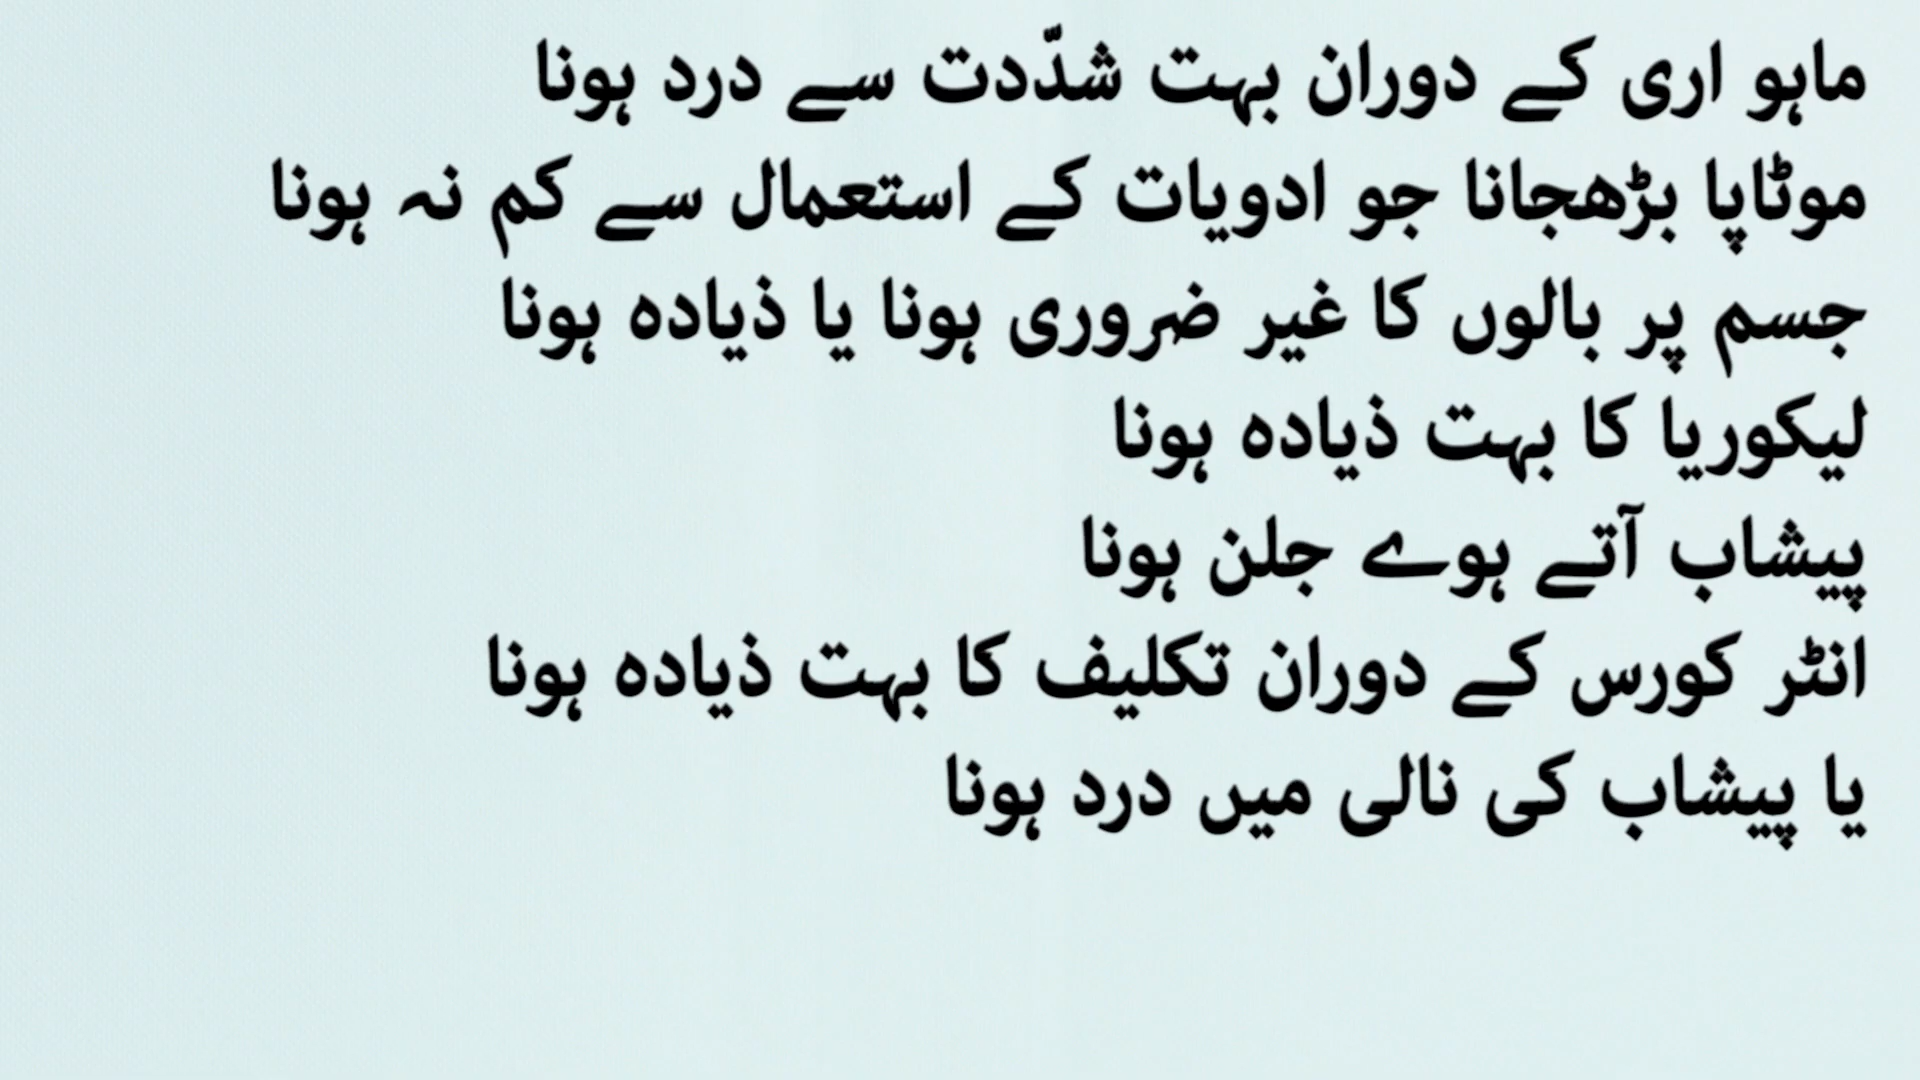 ماہو اری کے دوران بہت شدّدت سے درد ہونا
موٹاپا بڑھجانا جو ادویات کے استعمال سے کم نہ ہونا
جسم پر بالوں کا غیر ضروری ہونا یا ذیادہ ہونا
لیکوریا کا بہت ذیادہ ہونا
پیشاب آتے ہوے جلن ہونا
انٹر کورس کے دوران تکلیف کا بہت ذیادہ ہونا
یا پیشاب کی نالی میں درد ہونا